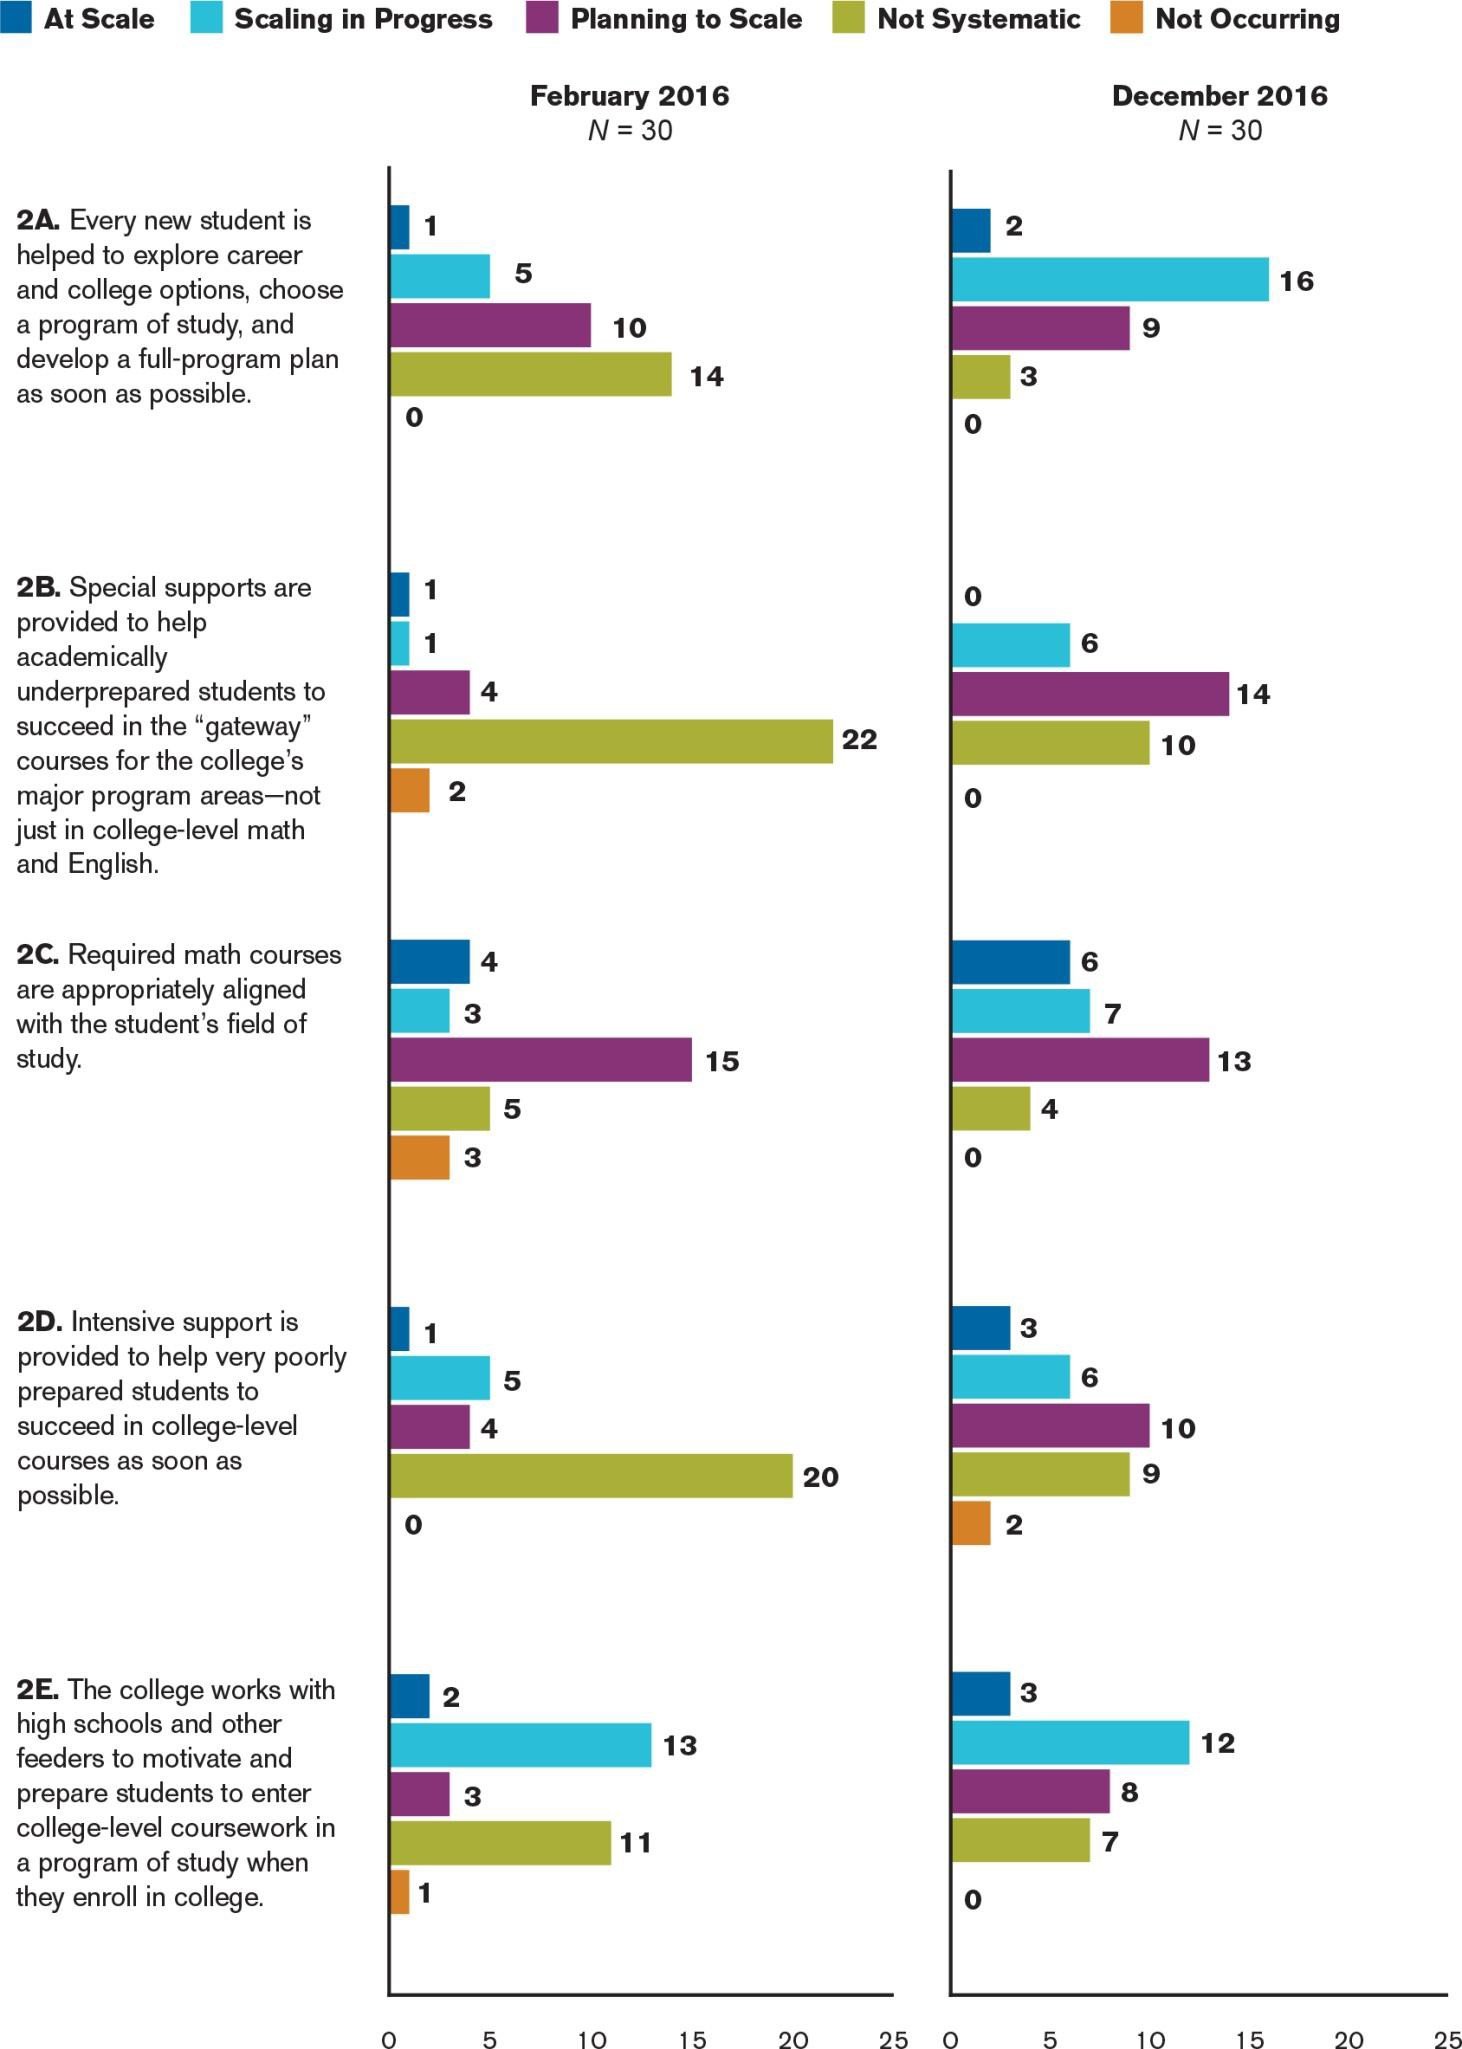 At Scale Scaling in Progress Planning to Scale Not Systematic Not Occurring
February 2016
N = 30
December 2016
N = 30
2A. Every new student is
helped to explore career
and college options, choose
a program of study, and
develop a full-program plan
as soon as possible.
1
5
10
14
0
2
16
9
3
0
2B. Special supports are
provided to help
academically
underprepared students to
succeed in the “gateway”
courses for the college’s
major program areas—not
just in college-level math
and English.
1
1
4
22
2
0
6
14
10
0
2C. Required math courses
are appropriately aligned
with the student’s field of
study.
4
3
15
5
3
6
7
13
4
0
2D. Intensive support is
provided to help very poorly
prepared students to
succeed in college-level
courses as soon as
possible.
1
5
4
20
0
3
6
10
9
2
2E. The college works with
high schools and other
feeders to motivate and
prepare students to enter
college-level coursework in
a program of study when
they enroll in college.
2
13
3
11
1
3
12
8
7
0
0 5 10 15 20 25
0 5 10 15 20 25